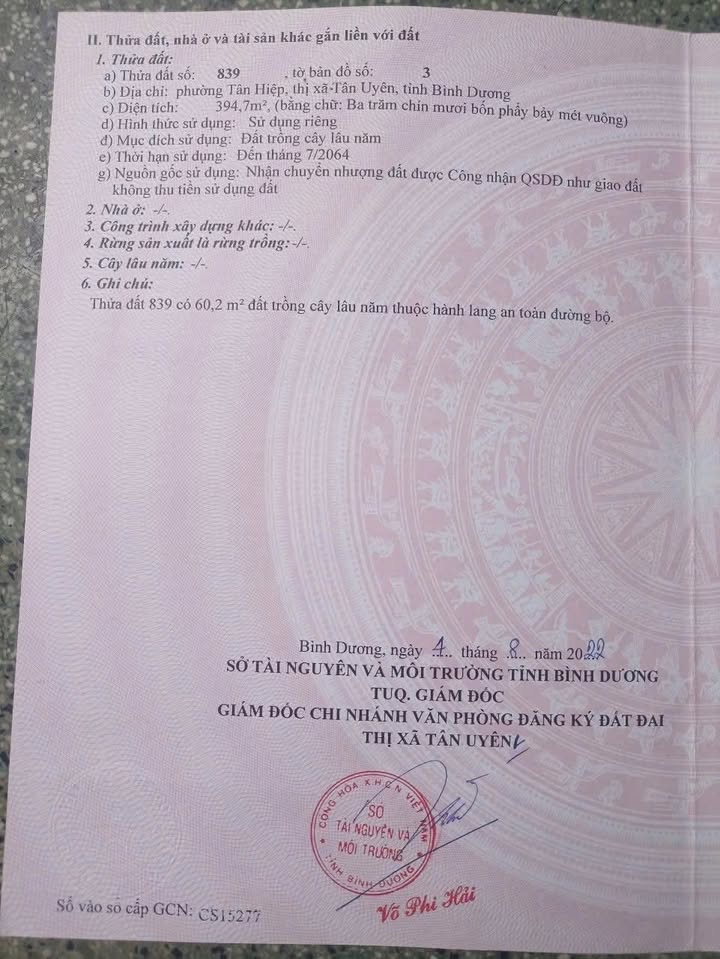 II. Thửa đất, nhà ở và tài sản khác gắn liền với đất
1. Thửa đất:
a) Thửa đất số: 839 , tờ bản đồ số: 3
b) Địa chỉ: phường Tân Hiệp, thị xã Tân Uyên, tỉnh Bình Dương
c) Diện tích: 394,7m², (bằng chữ: Ba trăm chín mươi bốn phẩy bảy mét vuông)
d) Hình thức sử dụng: Sử dụng riêng
đ) Mục đích sử dụng: Đất trồng cây lâu năm
e) Thời hạn sử dụng: Đến tháng 7/2064
g) Nguồn gốc sử dụng: Nhận chuyển nhượng đất được Công nhận QSDĐ như giao đất
không thu tiền sử dụng đất
2. Nhà ở: -/-.
3. Công trình xây dựng khác: -/-.
4. Rừng sản xuất là rừng trồng:-/-.
5. Cây lâu năm: -/-.
6. Ghi chú:
Thửa đất 839 có 60,2 m² đất trồng cây lâu năm thuộc hành lang an toàn đường bộ.
Bình Dương, ngày 1 tháng 8 năm 2022
SỞ TÀI NGUYÊN VÀ MÔI TRƯỜNG TỈNH BÌNH DƯƠNG
TUQ. GIÁM ĐỐC
GIÁM ĐỐC CHI NHÁNH VĂN PHÒNG ĐĂNG KÝ ĐẤT ĐAI
THỊ XÃ TÂN UYÊN
CỘNG HÒA X.H.C.N VIỆT NAM
SỞ
TÀI NGUYÊN VÀ
MÔI TRƯỜNG
TỈNH BÌNH DƯƠNG
Võ Phi Hải
Số vào sổ cấp GCN: CS15277